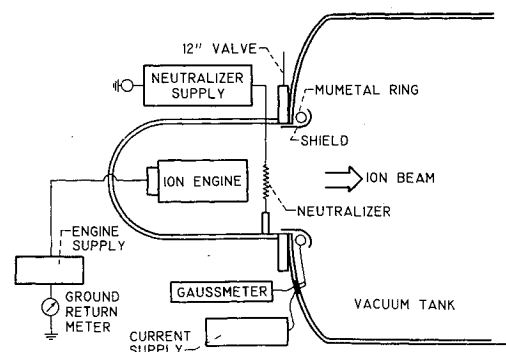 12" VALVE
NEUTRALIZER
SUPPLY
MUMETAL RING
SHIELD
ION ENGINE
ION BEAM
NEUTRALIZER
ENGINE
SUPPLY
GAUSSMETER
GROUND
RETURN
METER
VACUUM TANK
CURRENT
SUPPLY